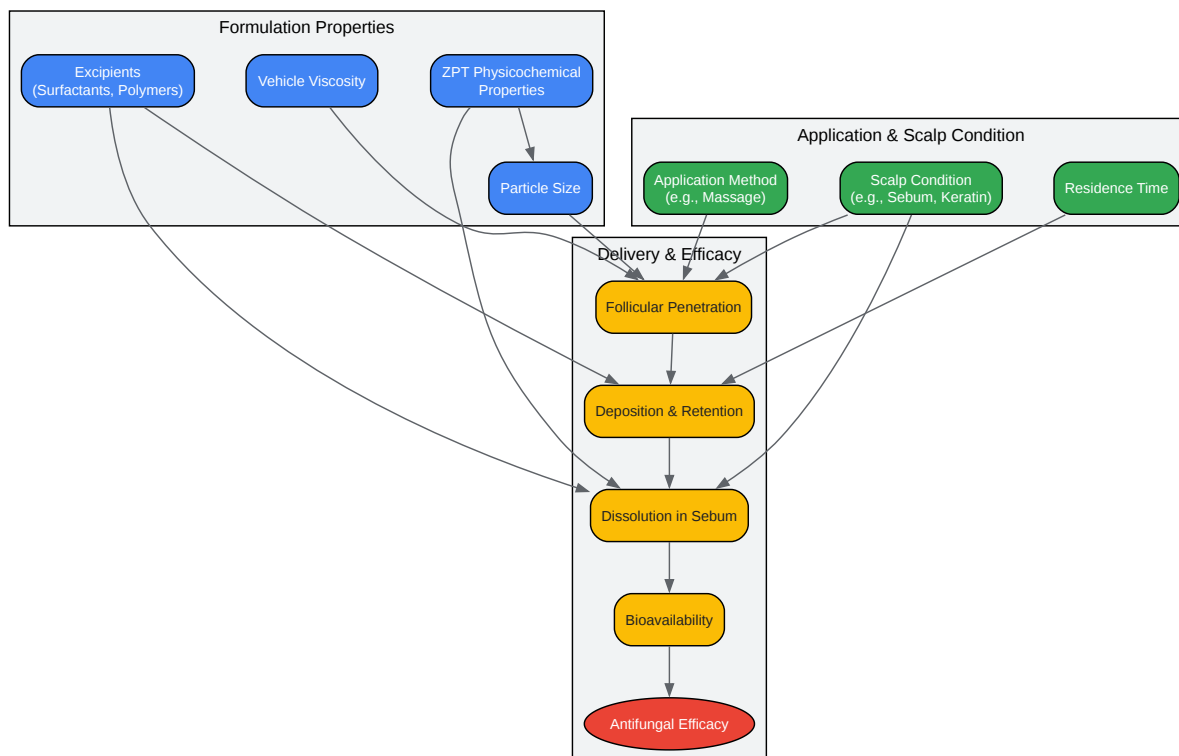 Formulation Properties
Excipients
(Surfactants, Polymers)
Vehicle Viscosity
ZPT Physicochemical
Properties
Particle Size
Application & Scalp Condition
Application Method
(e.g., Massage)
Scalp Condition
(e.g., Sebum, Keratin)
Residence Time
Delivery & Efficacy
Follicular Penetration
Deposition & Retention
Dissolution in Sebum
Bioavailability
Antifungal Efficacy